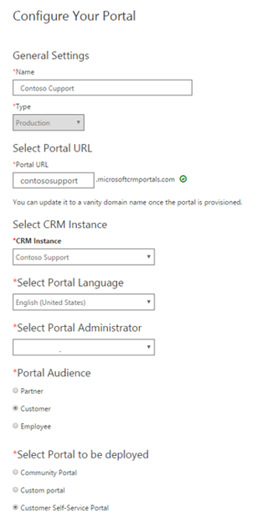 Configure Your Portal
General Settings
*Name
Contoso Cupport
*Type
Production
Select Portal URL
*Portal URL
contososupport .microsoftcrmportals.com
You can update it to a vanity domain name once the portal is provisioned.
Select CRM Instance
*CRM Instance
Contoso Support
*Select Portal Language
English (United States)
*Select Portal Administrator
*Portal Audience
Partner
Customer
Employee
*Select Portal to be deployed
Community Portal
Custom portal
Customer Self-Service Portal